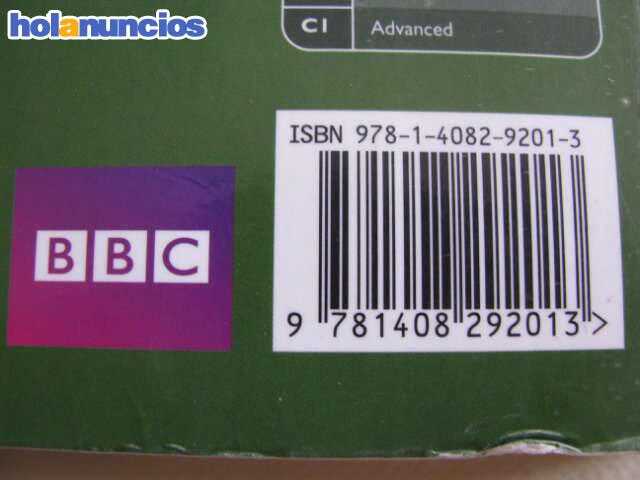 holanuncios
C1 Advanced
ISBN 978-1-4082-9201-3
BBC
9 781408 292013>